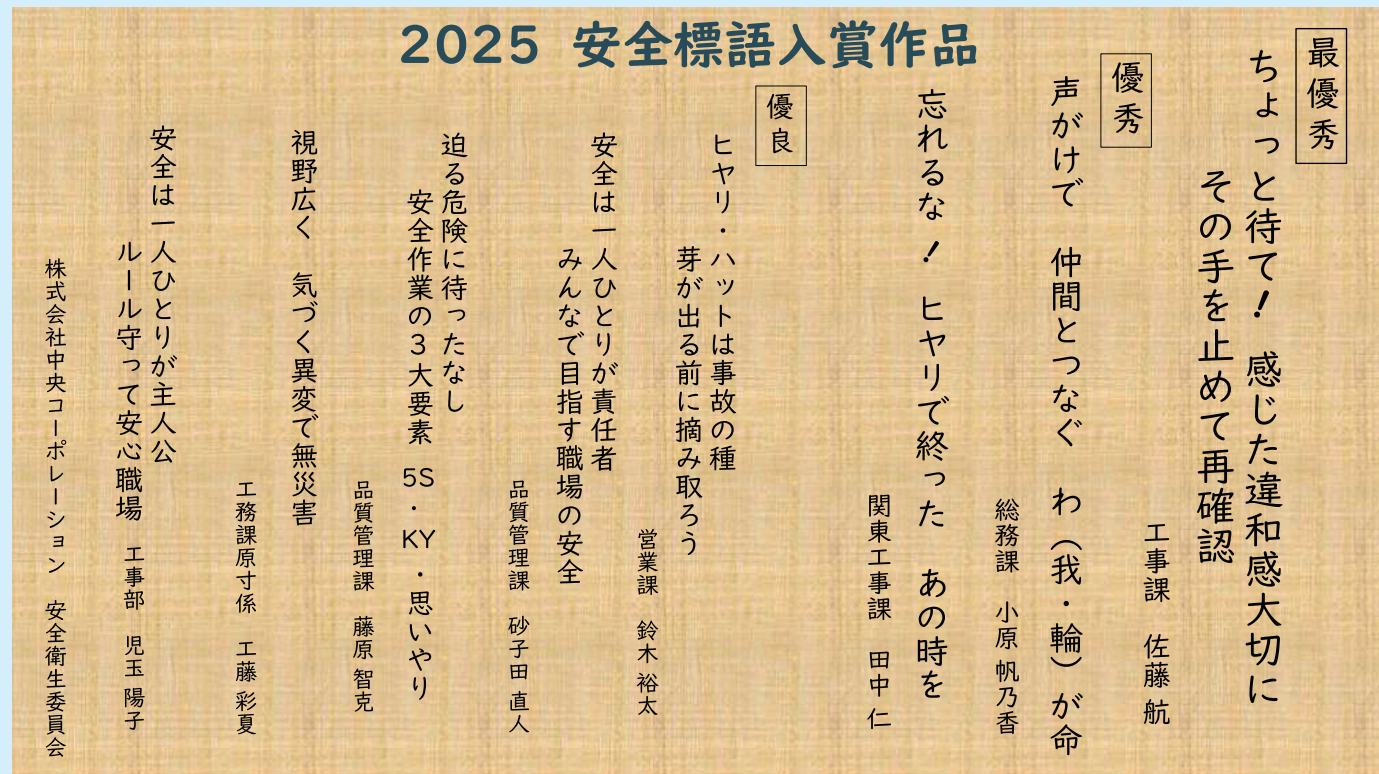 2025 安全標語入賞作品
最優秀
ちょっと待て！ 感じた違和感大切に
その手を止めて再確認
工事課 佐藤 航
優秀
声がけで 仲間とつなぐ わ（我・輪）が命
総務課 小原 帆乃香
忘れるな！ ヒヤリで終った あの時を
関東工事課 田中 仁
優良
ヒヤリ・ハットは事故の種
芽が出る前に摘み取ろう
営業課 鈴木 裕太
安全は一人ひとりが責任者
みんなで目指す職場の安全
品質管理課 砂子田 直人
迫る危険に待ったなし
安全作業の３大要素 5S・KY・思いやり
品質管理課 藤原 智克
視野広く 気づく異変で無災害
工務課原寸係 工藤 彩夏
安全は一人ひとりが主人公
ルール守って安心職場
工事部 児玉 陽子
株式会社中央コーポレーション 安全衛生委員会